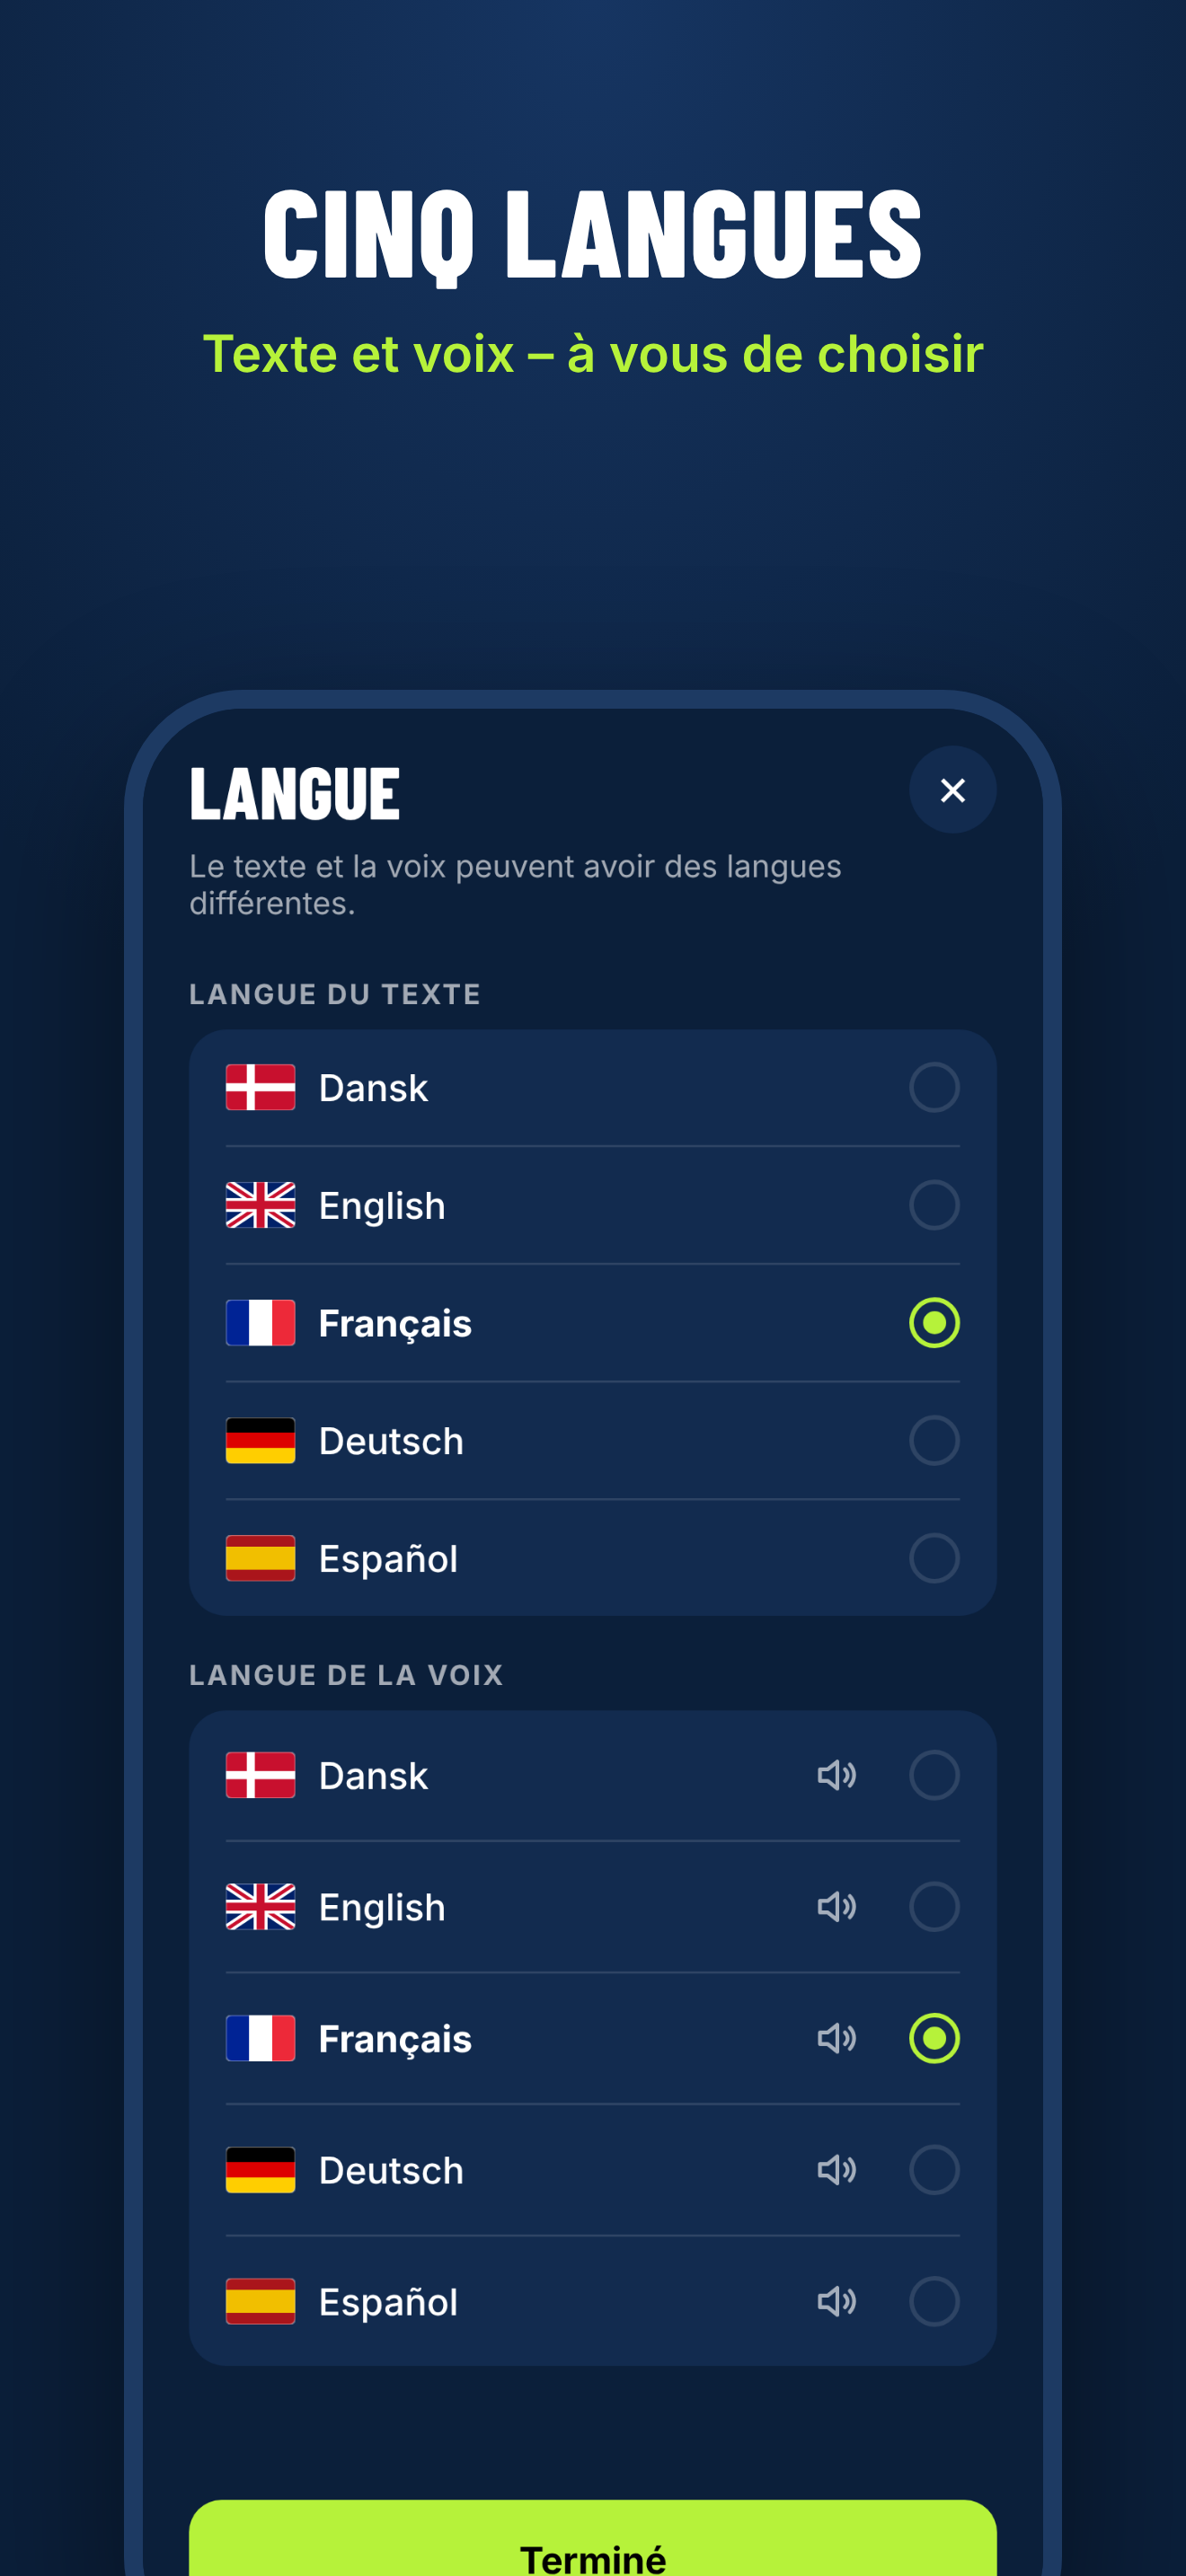 CINQ LANGUES
Texte et voix – à vous de choisir
LANGUE
Le texte et la voix peuvent avoir des langues
différentes.
LANGUE DU TEXTE
Dansk
English
Français
Deutsch
Español
LANGUE DE LA VOIX
Dansk
English
Français
Deutsch
Español
Terminé